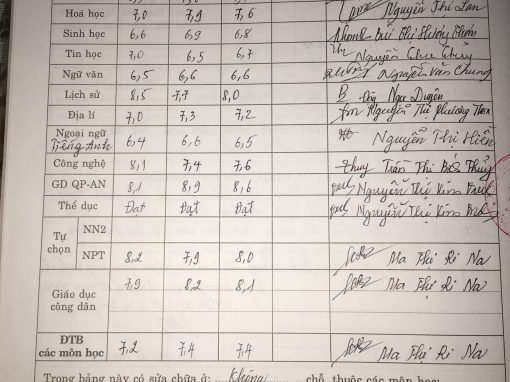 Hoá học 7,0 7,9 7,6 Nguyễn Thị Lan
Sinh học 6,6 6,9 6,8 Bùi Thị Hương
Tin học 7,0 6,5 6,7 Nguyễn Chu Thủy
Ngữ văn 6,5 6,6 6,6 Nguyễn Văn Chung
Lịch sử 8,5 7,7 8,0 Ngọc Duyên
Địa lí 7,0 7,3 7,2 Nguyễn Thị Phương
Ngoại ngữ
Tiếng Anh 6,4 6,6 6,5 Nguyễn Thị Hiền
Công nghệ 8,1 7,4 7,6 Thuy Trần Thị Thủy
GD QP-AN 8,1 8,9 8,6 Nguyễn Thị Kim
Thể dục Đạt Đạt Đạt Nguyễn Thị Kim
Tự chọn
NN2
NPT 8,2 7,9 8,0 Ma Thị Ri Na
Giáo dục công dân 7,9 8,2 8,1 Ma Thị Ri Na
ĐTB
các môn học 7,2 7,4 7,4 Ma Thị Ri Na
Trong bảng này có sửa chữa ở: Không chỗ, thuộc các môn học: